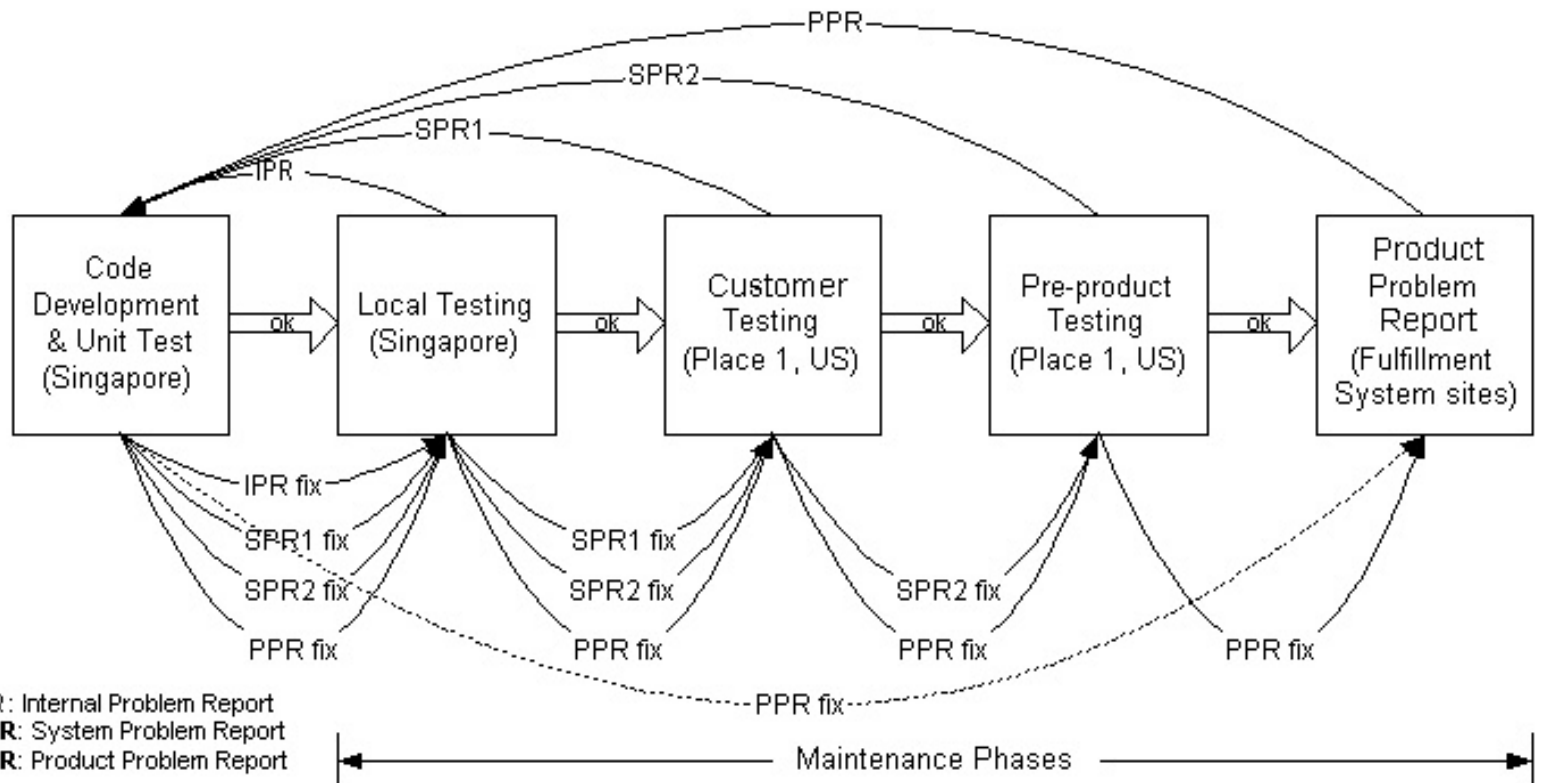 PPR
SPR2
SPR1
IPR
Code
Development
& Unit Test
(Singapore)
ok
Local Testing
(Singapore)
ok
Customer
Testing
(Place 1, US)
ok
Pre-product
Testing
(Place 1, US)
ok
Product
Problem
Report
(Fulfillment
System sites)
IPR fix
SPR1 fix
SPR2 fix
PPR fix
SPR1 fix
SPR2 fix
PPR fix
SPR2 fix
PPR fix
PPR fix
PPR fix
R: Internal Problem Report
R: System Problem Report
R: Product Problem Report
Maintenance Phases